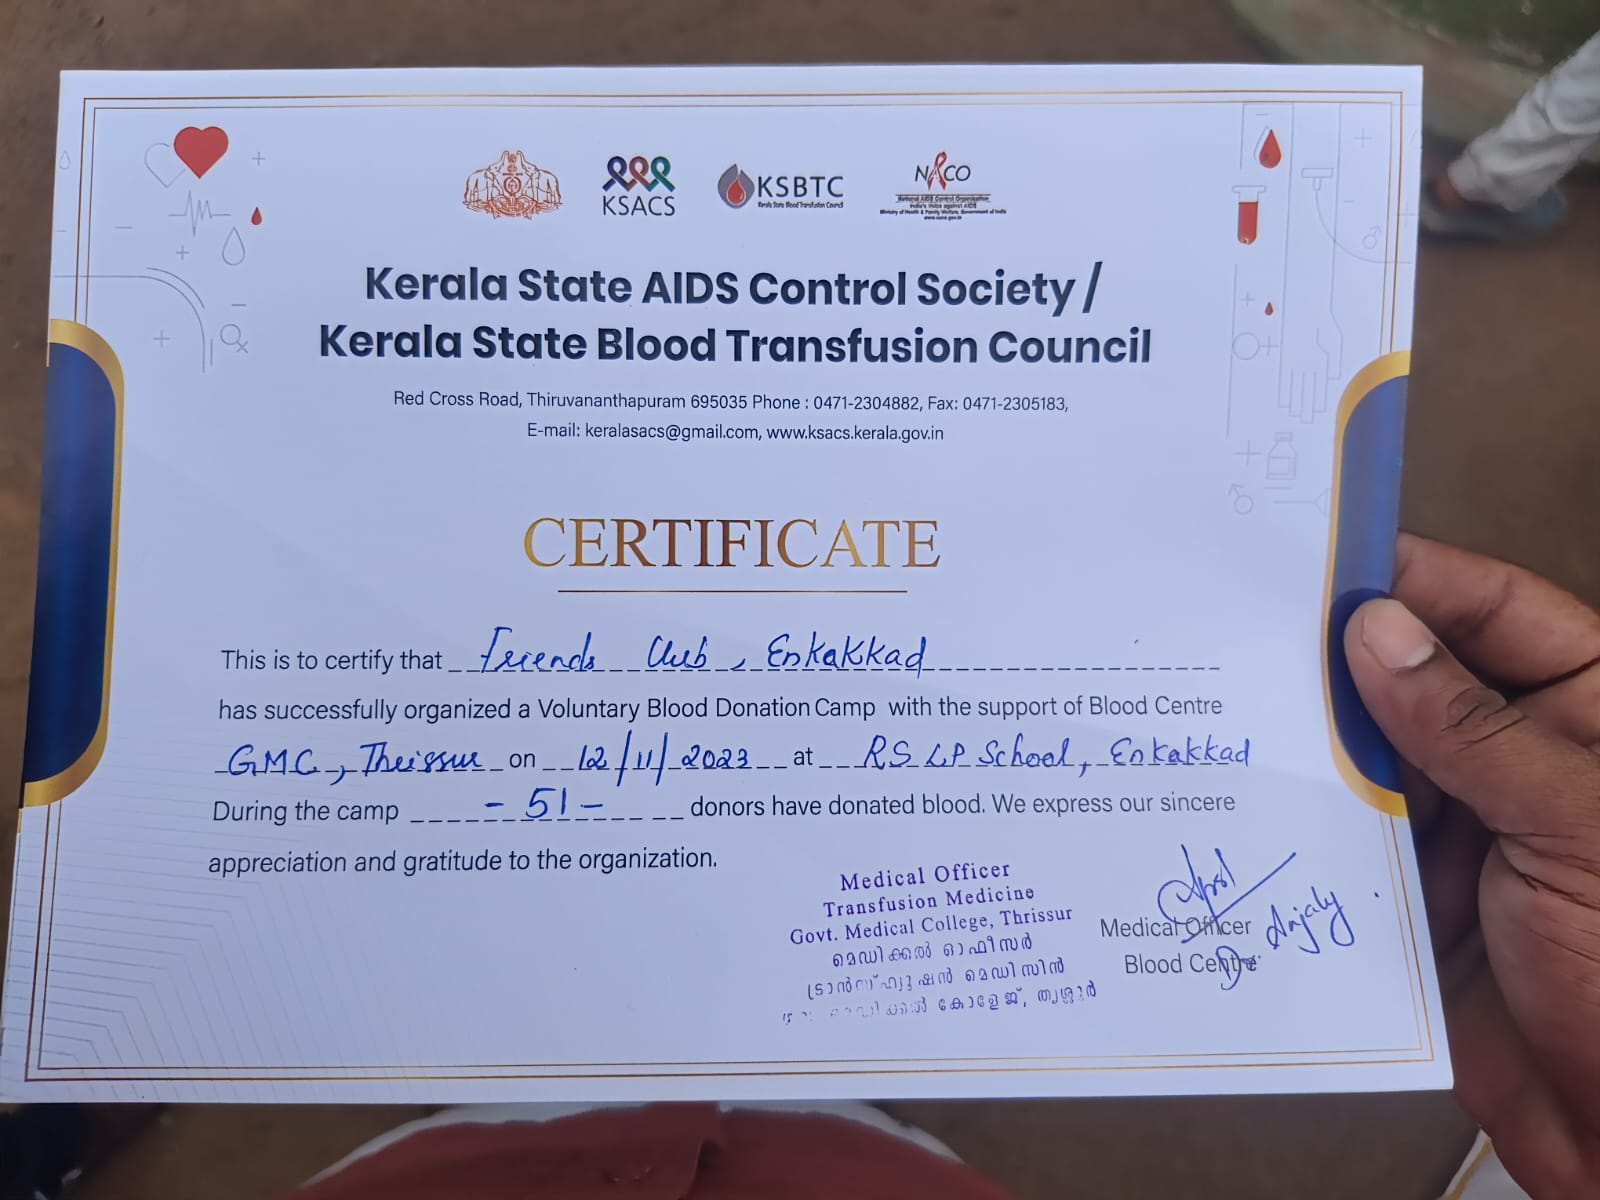 KSACS
KSBTC
Kerala State Blood Transfusion Council
NACO
National AIDS Control Organisation
India's Voice against AIDS
Ministry of Health & Family Welfare, Government of India
www.naco.gov.in
Kerala State AIDS Control Society /
Kerala State Blood Transfusion Council
Red Cross Road, Thiruvananthapuram 695035 Phone : 0471-2304882, Fax: 0471-2305183,
E-mail: keralasacs@gmail.com, www.ksacs.kerala.gov.in
CERTIFICATE
This is to certify that Friends Club, Enkakkad
has successfully organized a Voluntary Blood Donation Camp with the support of Blood Centre
GMC, Thrissur on 12/11/2023 at RS LP School, Enkakkad
During the camp - 51 - donors have donated blood. We express our sincere
appreciation and gratitude to the organization.
Medical Officer
Transfusion Medicine
Govt. Medical College, Thrissur
മെഡിക്കൽ ഓഫീസർ
ട്രാൻസ്ഫ്യൂഷൻ മെഡിസിൻ
മെഡിക്കൽ കോളേജ്, തൃശ്ശൂർ
Medical Officer
Blood Centre
Dr Anjaly.